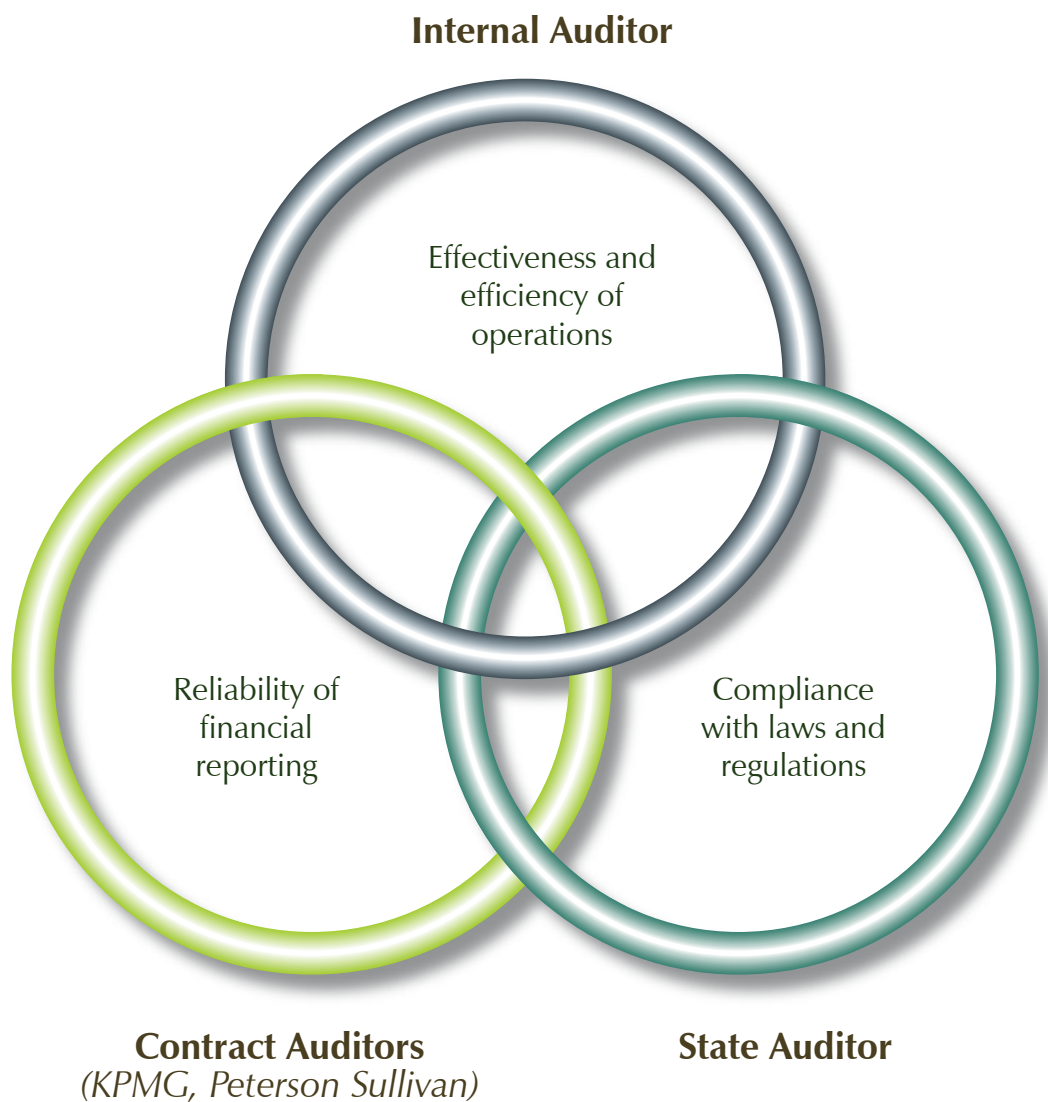 Internal Auditor
Effectiveness and
efficiency of
operations
Reliability of
financial
reporting
Compliance
with laws and
regulations
Contract Auditors
(KPMG, Peterson Sullivan)
State Auditor